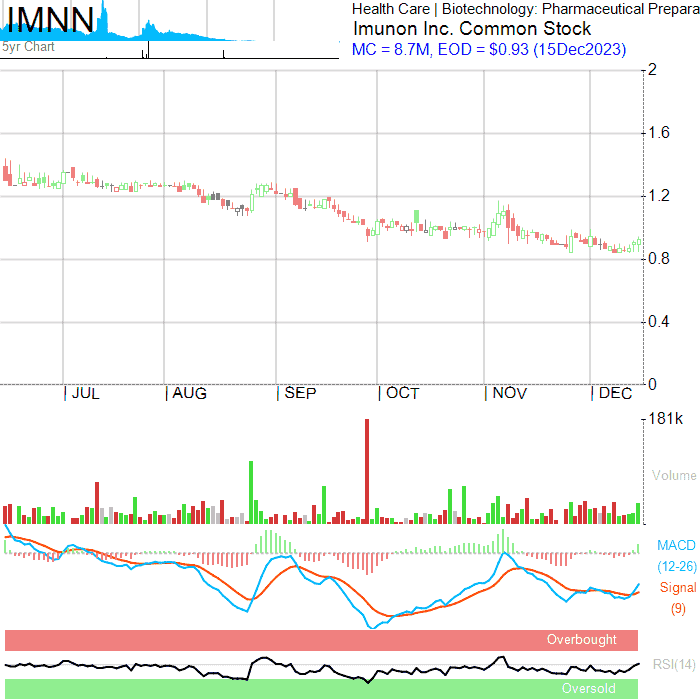 IMNN
5yr Chart
Health Care | Biotechnology: Pharmaceutical Prepara
Imunon Inc. Common Stock
MC = 8.7M, EOD = $0.93 (15Dec2023)
2
1.6
1.2
0.8
0.4
0
JUL AUG SEP OCT NOV DEC
181k
Volume
MACD
(12-26)
Signal
(9)
Overbought
RSI(14)
Oversold